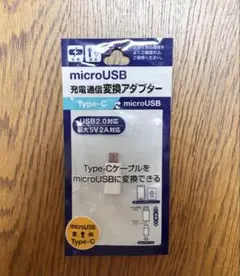 microUSB
充電通信変換アダプター
Type-C microUSB
USB2.0対応
最大5V2A対応
Type-Cケーブルを
microUSBに変換できる
microUSB
Type-C